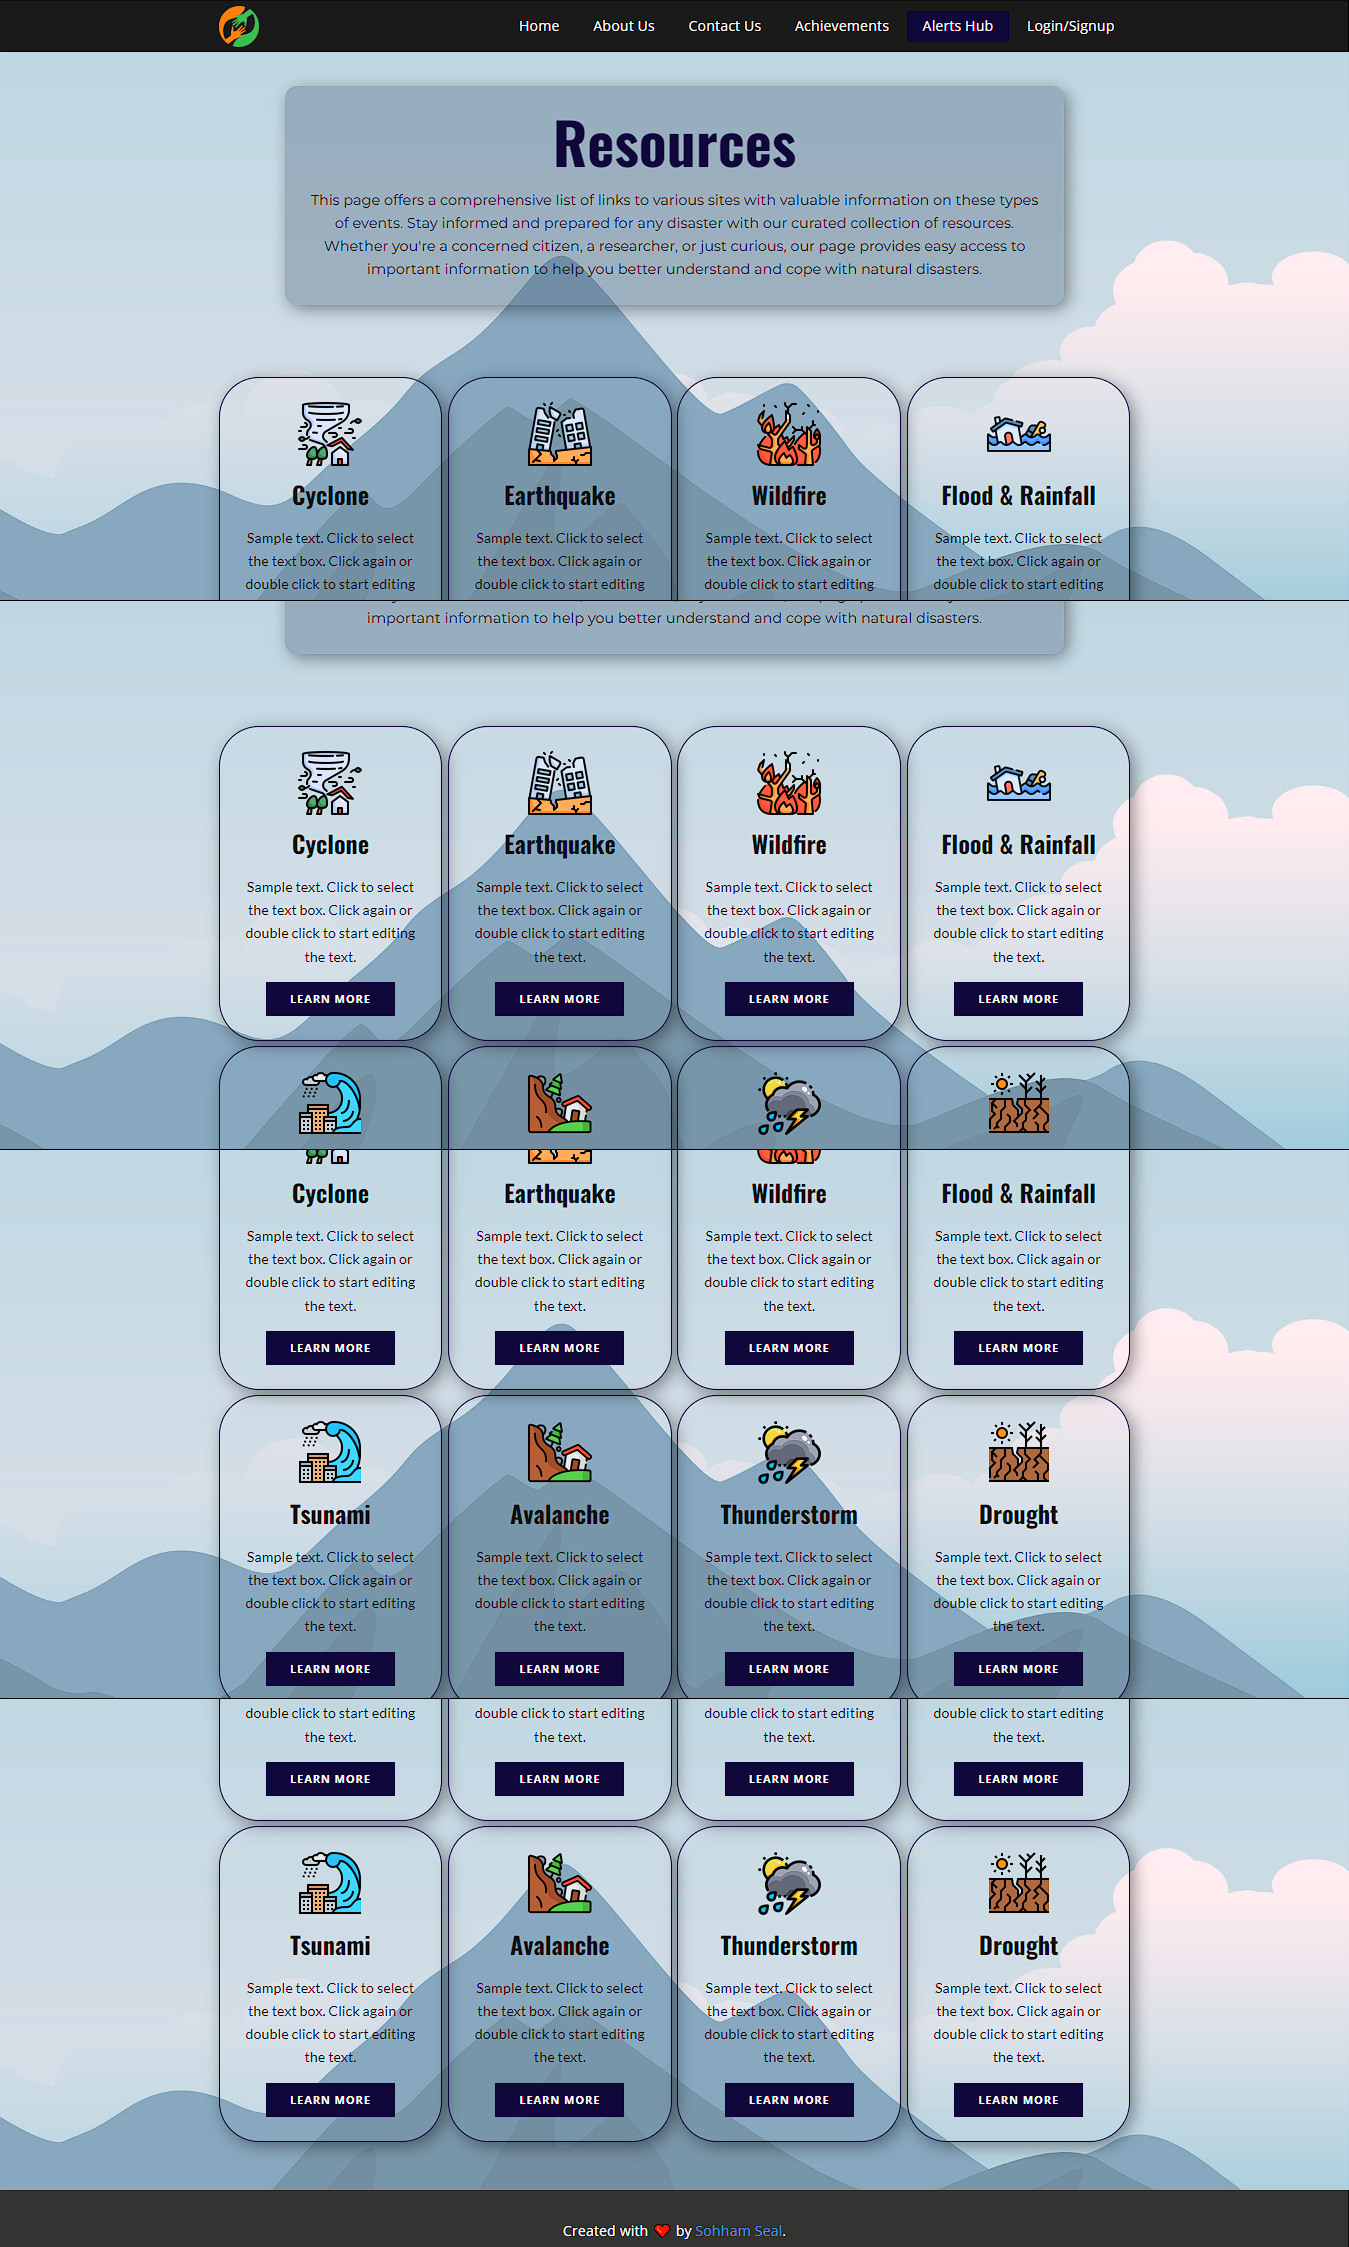 Home About Us Contact Us Achievements Alerts Hub Login/Signup
Resources
This page offers a comprehensive list of links to various sites with valuable information on these types
of events. Stay informed and prepared for any disaster with our curated collection of resources.
Whether you're a concerned citizen, a researcher, or just curious, our page provides easy access to
important information to help you better understand and cope with natural disasters.
Cyclone Earthquake Wildfire Flood & Rainfall
Sample text. Click to select Sample text. Click to select Sample text. Click to select Sample text. Click to select
the text box. Click again or the text box. Click again or the text box. Click again or the text box. Click again or
double click to start editing double click to start editing double click to start editing double click to start editing
important information to help you better understand and cope with natural disasters.
Cyclone Earthquake Wildfire Flood & Rainfall
Sample text. Click to select Sample text. Click to select Sample text. Click to select Sample text. Click to select
the text box. Click again or the text box. Click again or the text box. Click again or the text box. Click again or
double click to start editing double click to start editing double click to start editing double click to start editing
the text. the text. the text. the text.
LEARN MORE LEARN MORE LEARN MORE LEARN MORE
Cyclone Earthquake Wildfire Flood & Rainfall
Sample text. Click to select Sample text. Click to select Sample text. Click to select Sample text. Click to select
the text box. Click again or the text box. Click again or the text box. Click again or the text box. Click again or
double click to start editing double click to start editing double click to start editing double click to start editing
the text. the text. the text. the text.
LEARN MORE LEARN MORE LEARN MORE LEARN MORE
Tsunami Avalanche Thunderstorm Drought
Sample text. Click to select Sample text. Click to select Sample text. Click to select Sample text. Click to select
the text box. Click again or the text box. Click again or the text box. Click again or the text box. Click again or
double click to start editing double click to start editing double click to start editing double click to start editing
the text. the text. the text. the text.
LEARN MORE LEARN MORE LEARN MORE LEARN MORE
double click to start editing double click to start editing double click to start editing double click to start editing
the text. the text. the text. the text.
LEARN MORE LEARN MORE LEARN MORE LEARN MORE
Tsunami Avalanche Thunderstorm Drought
Sample text. Click to select Sample text. Click to select Sample text. Click to select Sample text. Click to select
the text box. Click again or the text box. Click again or the text box. Click again or the text box. Click again or
double click to start editing double click to start editing double click to start editing double click to start editing
the text. the text. the text. the text.
LEARN MORE LEARN MORE LEARN MORE LEARN MORE
Created with ❤ by Sohham Seal.